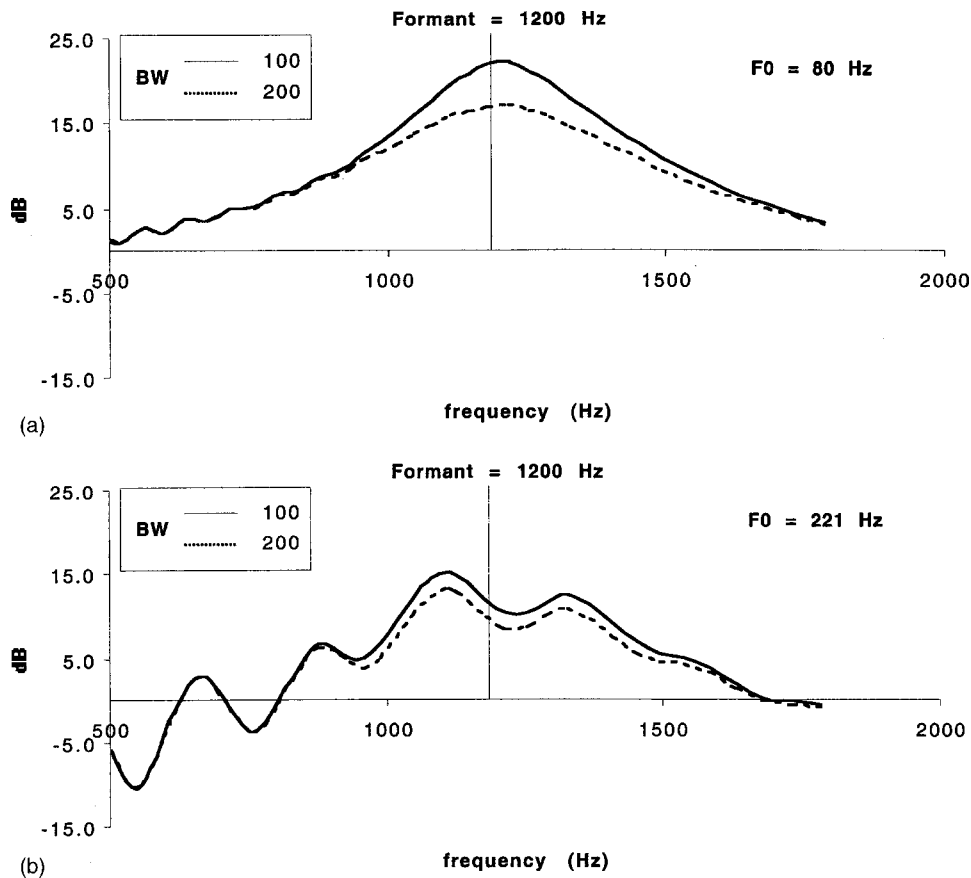 Formant = 1200 Hz
25.0
BW 100
200
F0 = 80 Hz
15.0
dB
5.0
500 1000 1500 2000
-5.0
-15.0
frequency (Hz)
(a)
Formant = 1200 Hz
25.0
BW 100
200
F0 = 221 Hz
15.0
dB
5.0
500 1000 1500 2000
-5.0
-15.0
frequency (Hz)
(b)